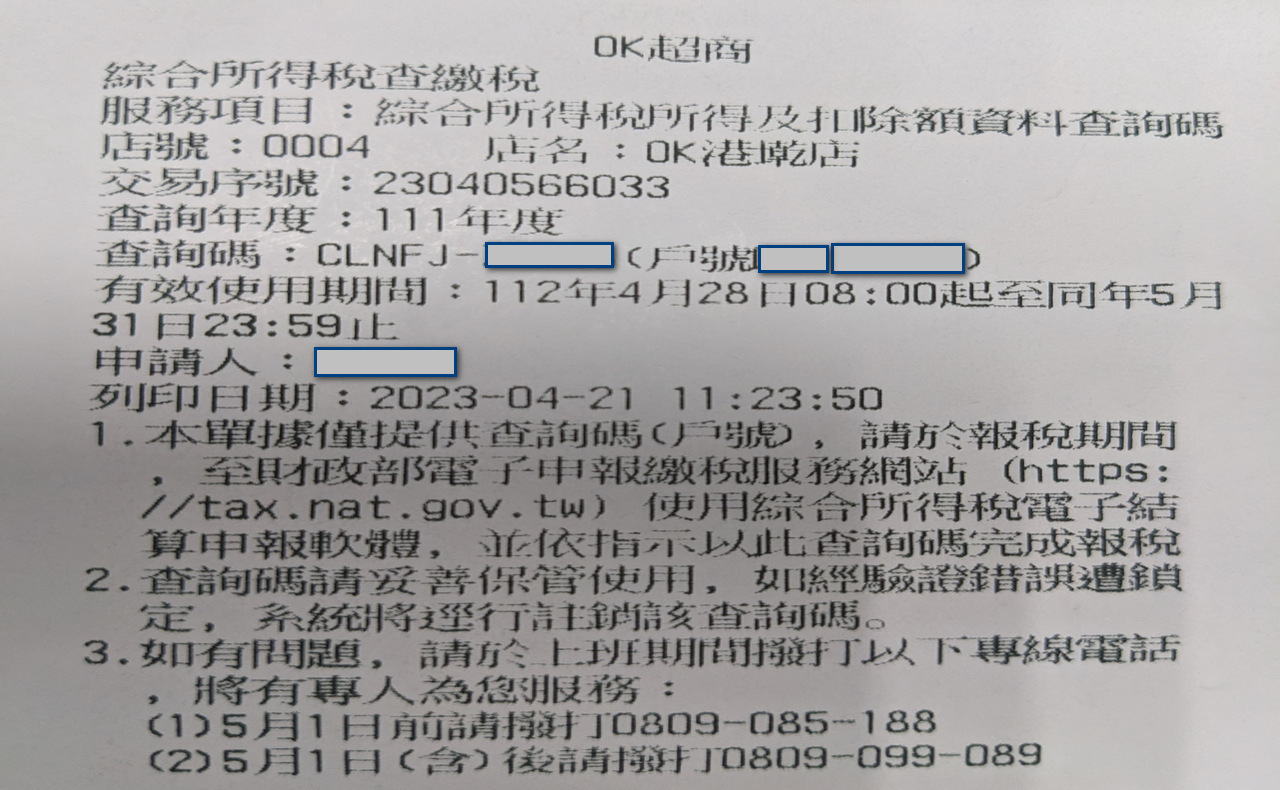 OK超商
綜合所得稅查繳稅
服務項目：綜合所得稅所得及扣除額資料查詢碼
店號：0004 店名：OK港墘店
交易序號：23040566033
查詢年度：111年度
查詢碼：CLNFJ-（戶號）
有效使用期間：112年4月28日08:00起至同年5月
31日23:59止
申請人：
列印日期：2023-04-21 11:23:50
1.本單據僅提供查詢碼(戶號)，請於報稅期間
，至財政部電子申報繳稅服務網站（https:
//tax.nat.gov.tw）使用綜合所得稅電子結
算申報軟體，並依指示以此查詢碼完成報稅
2.查詢碼請妥善保管使用，如經驗證錯誤遭鎖
定，系統將逕行註銷該查詢碼。
3.如有問題，請於上班期間撥打以下專線電話
，將有專人為您服務：
(1)5月1日前請撥打0809-085-188
(2)5月1日(含)後請撥打0809-099-089